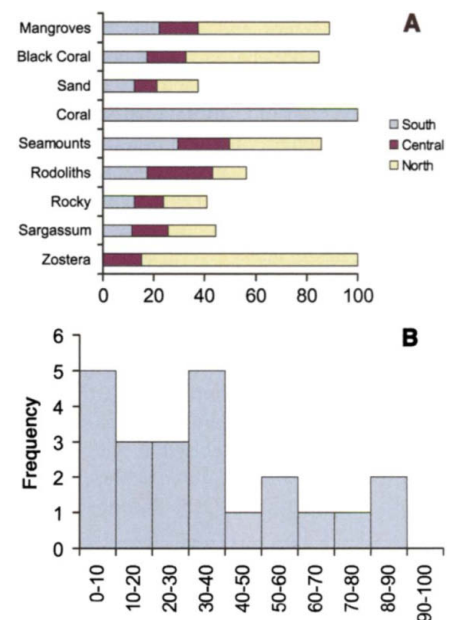 A
Mangroves
Black Coral
Sand
Coral
Seamounts
Rodoliths
Rocky
Sargassum
Zostera
South
Central
North
0 20 40 60 80 100
B
Frequency
6
5
4
3
2
1
0
0-10 10-20 20-30 30-40 40-50 50-60 60-70 70-80 80-90 90-100